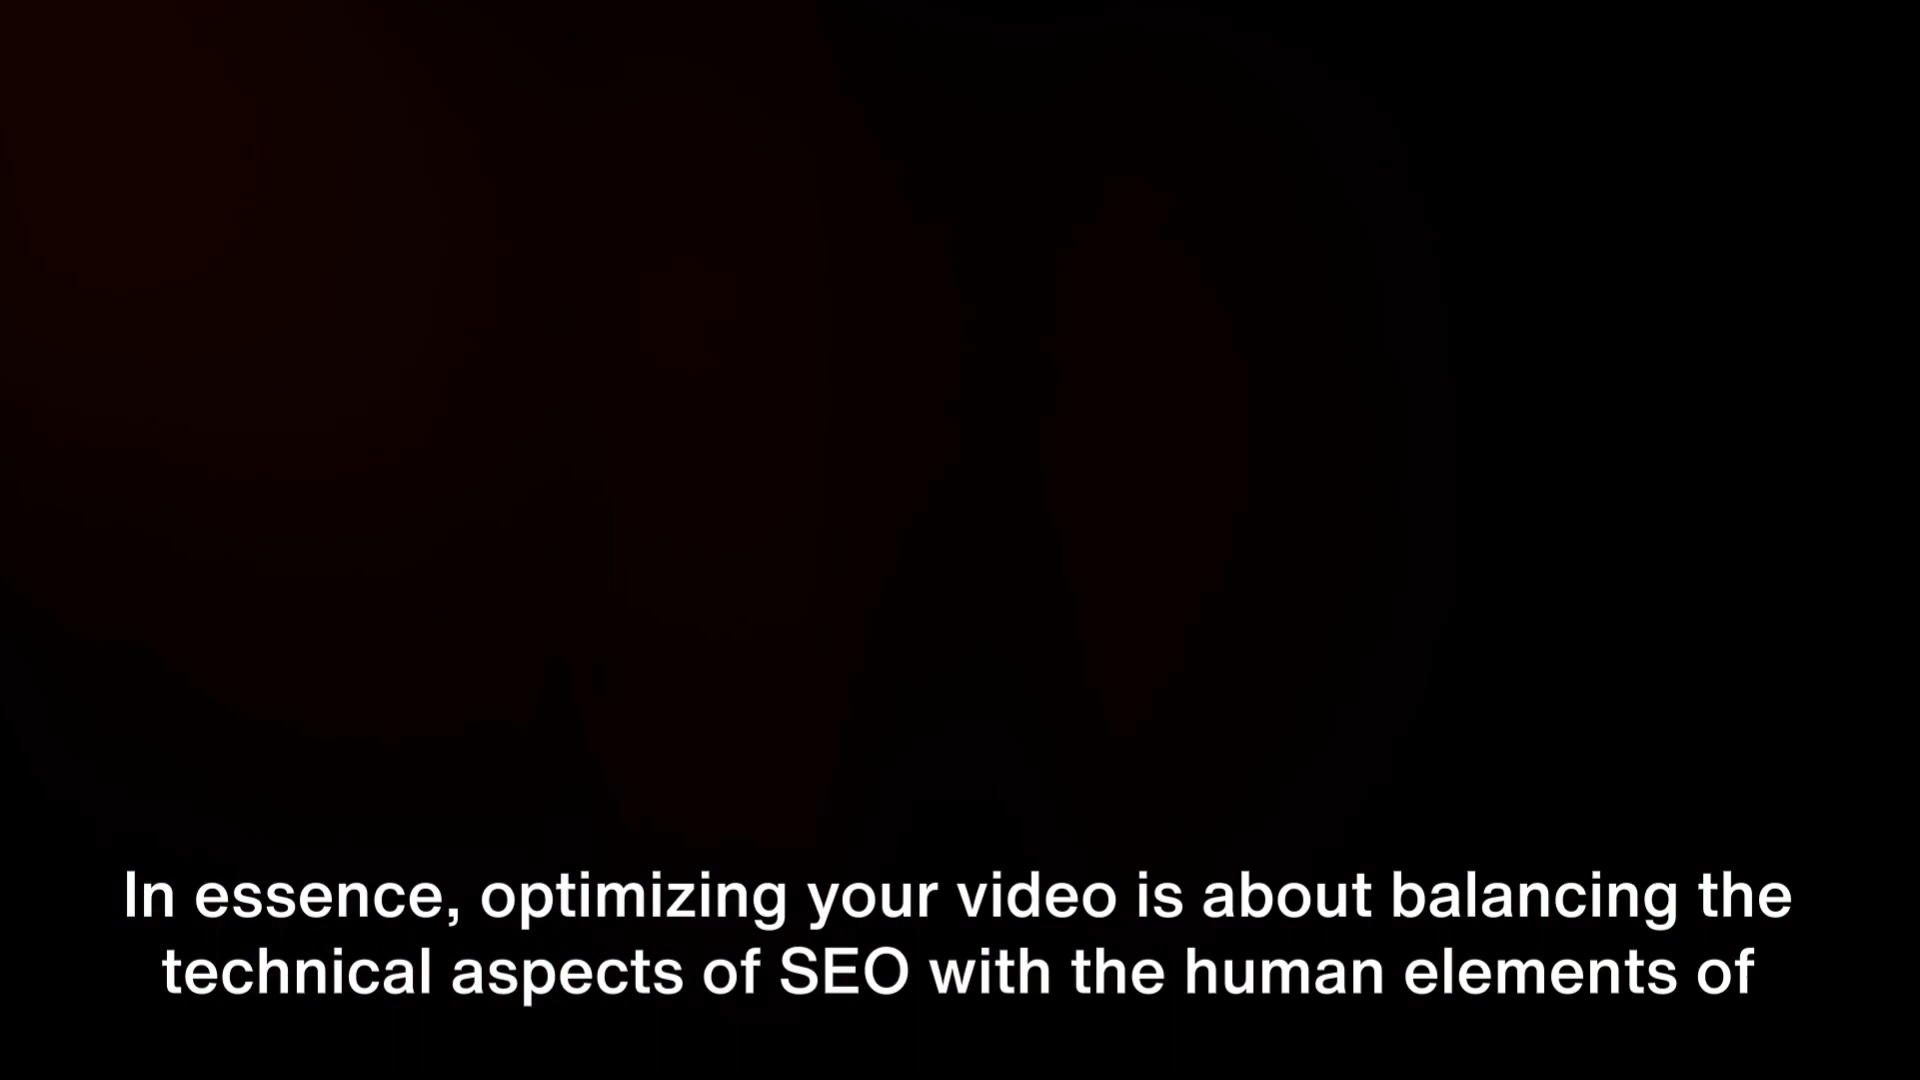 In essence, optimizing your video is about balancing the
technical aspects of SEO with the human elements of